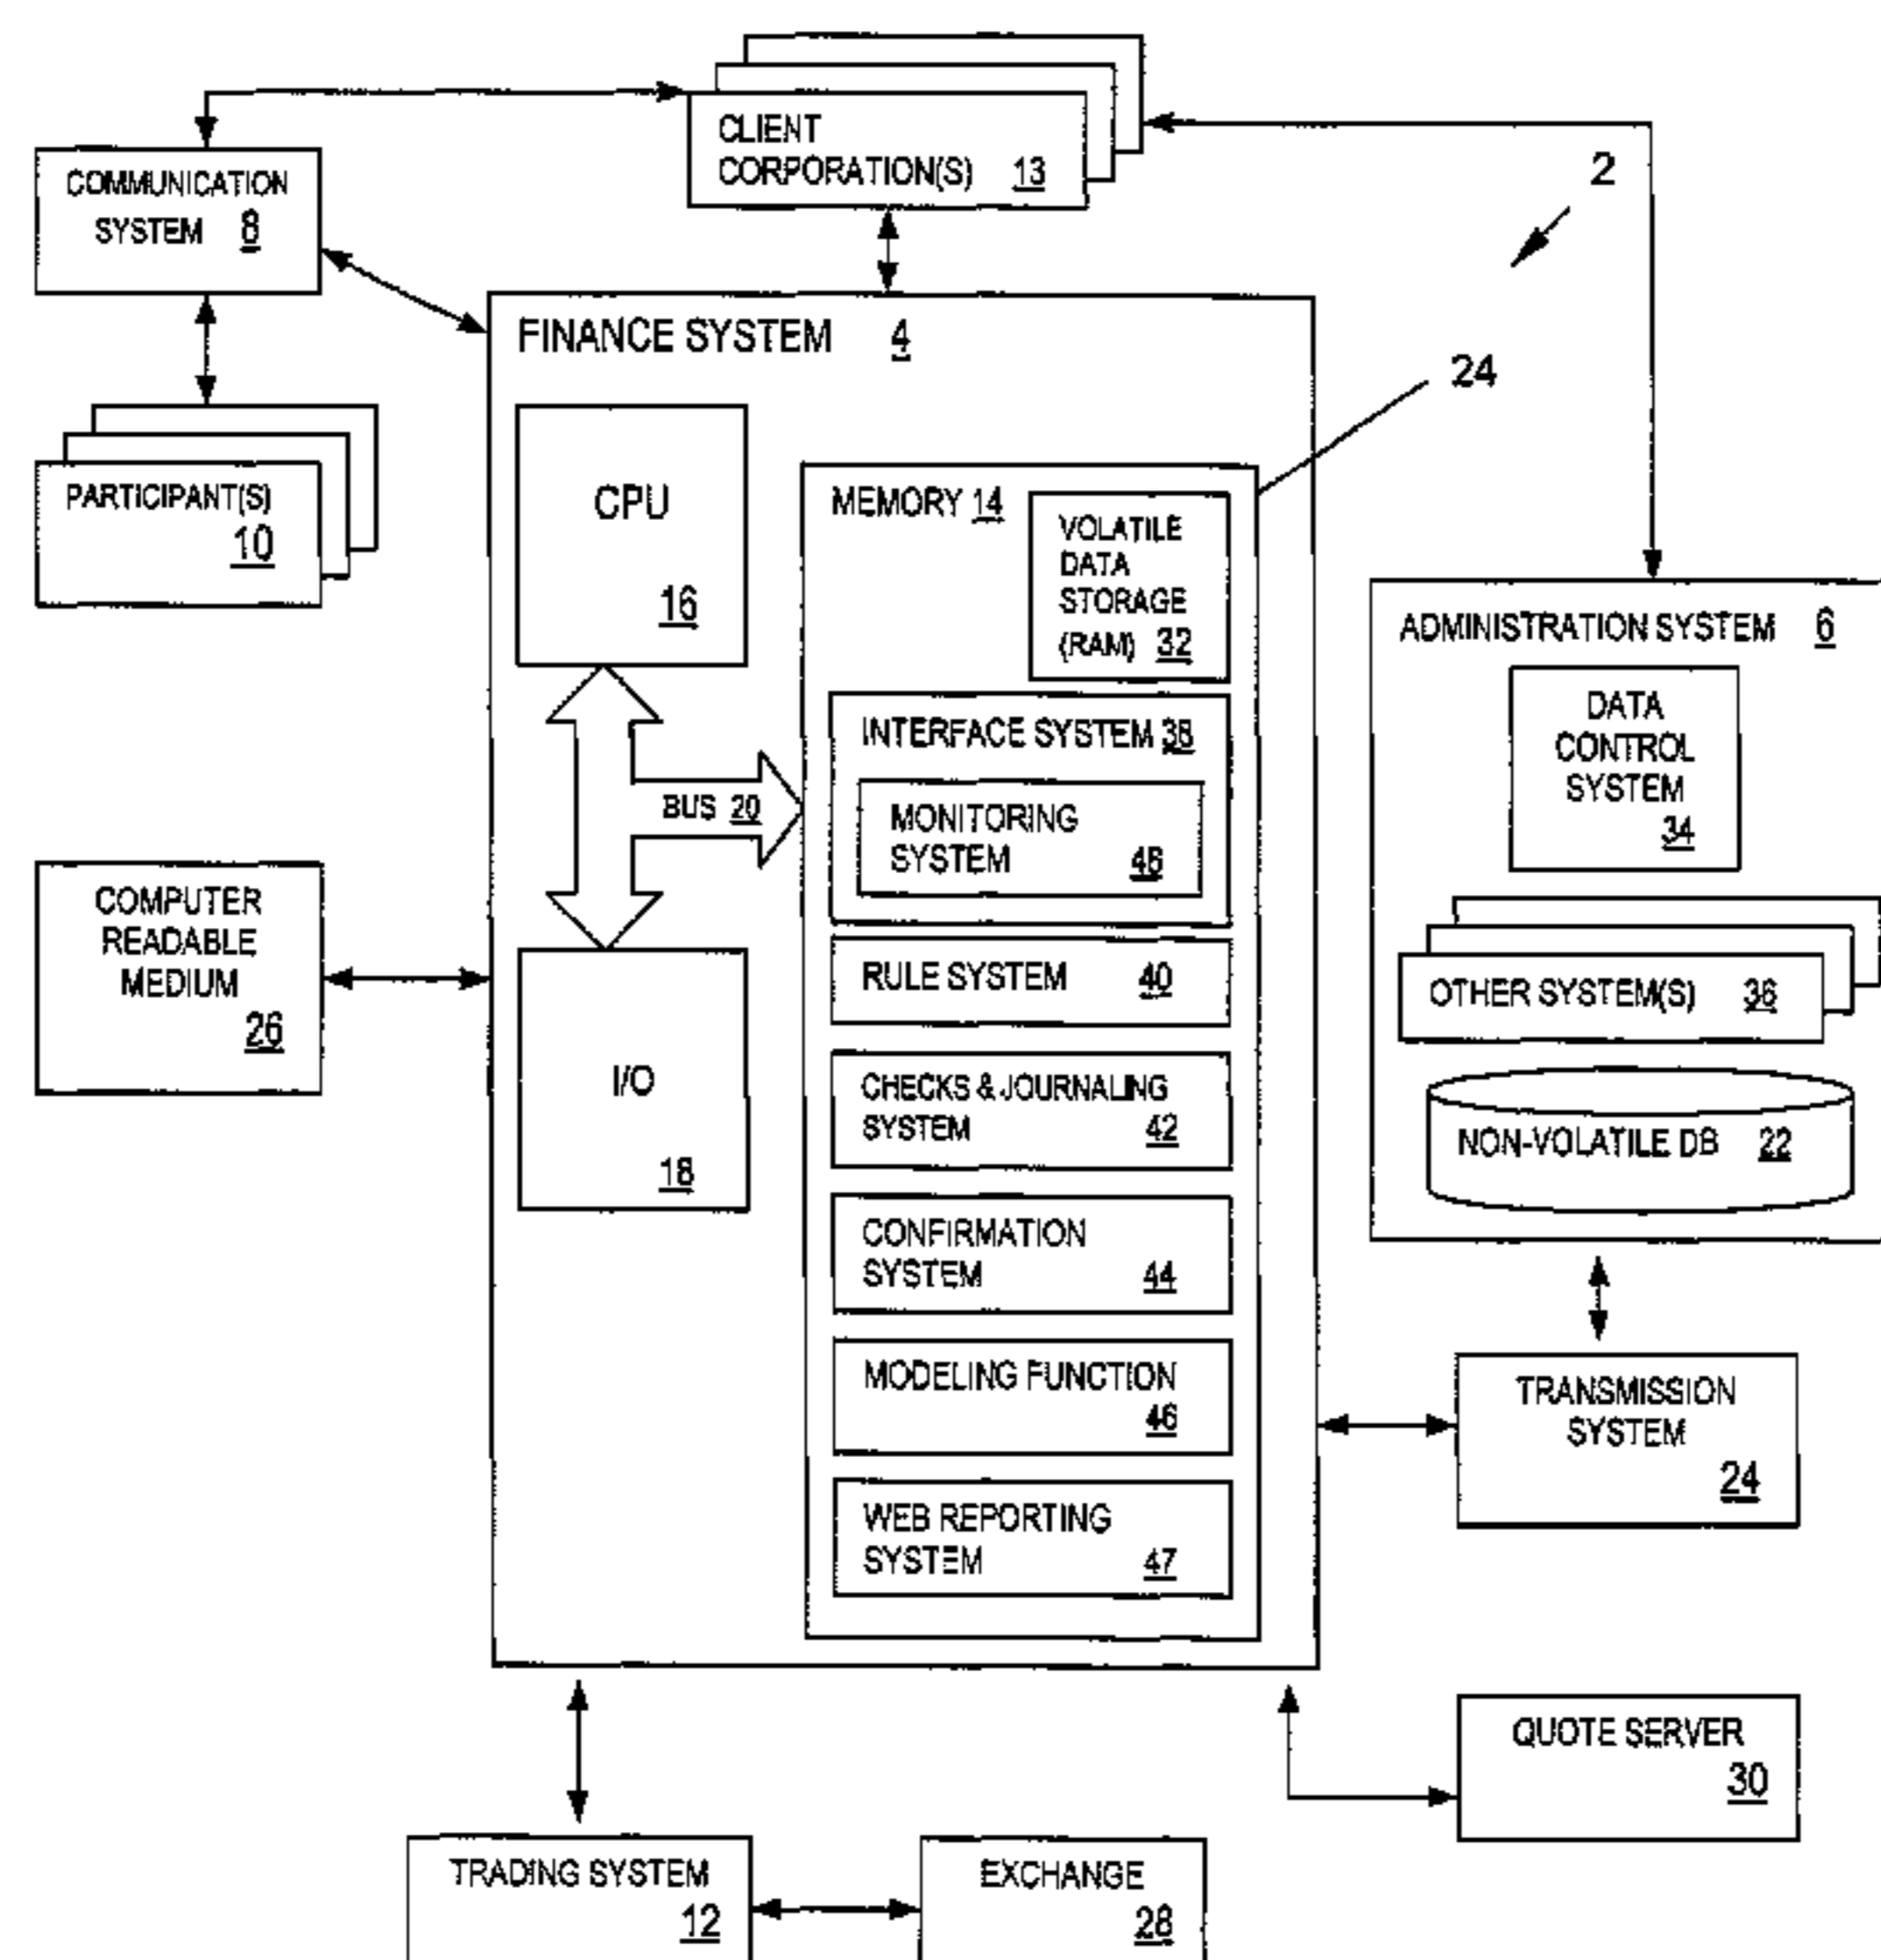 CLIENT
CORPORATION(S) 13
2
COMMUNICATION
SYSTEM 8
FINANCE SYSTEM 4
24
PARTICIPANT(S)
10
CPU
16
MEMORY 14
VOLATILE
DATA
STORAGE
(RAM) 32
ADMINISTRATION SYSTEM 6
DATA
CONTROL
SYSTEM
34
INTERFACE SYSTEM 38
BUS 20
MONITORING
SYSTEM 48
COMPUTER
READABLE
MEDIUM
26
RULE SYSTEM 40
OTHER SYSTEM(S) 36
I/O
18
CHECKS & JOURNALING
SYSTEM 42
NON-VOLATILE DB 22
CONFIRMATION
SYSTEM 44
MODELING FUNCTION
46
TRANSMISSION
SYSTEM
24
WEB REPORTING
SYSTEM 47
QUOTE SERVER
30
TRADING SYSTEM
12
EXCHANGE
28